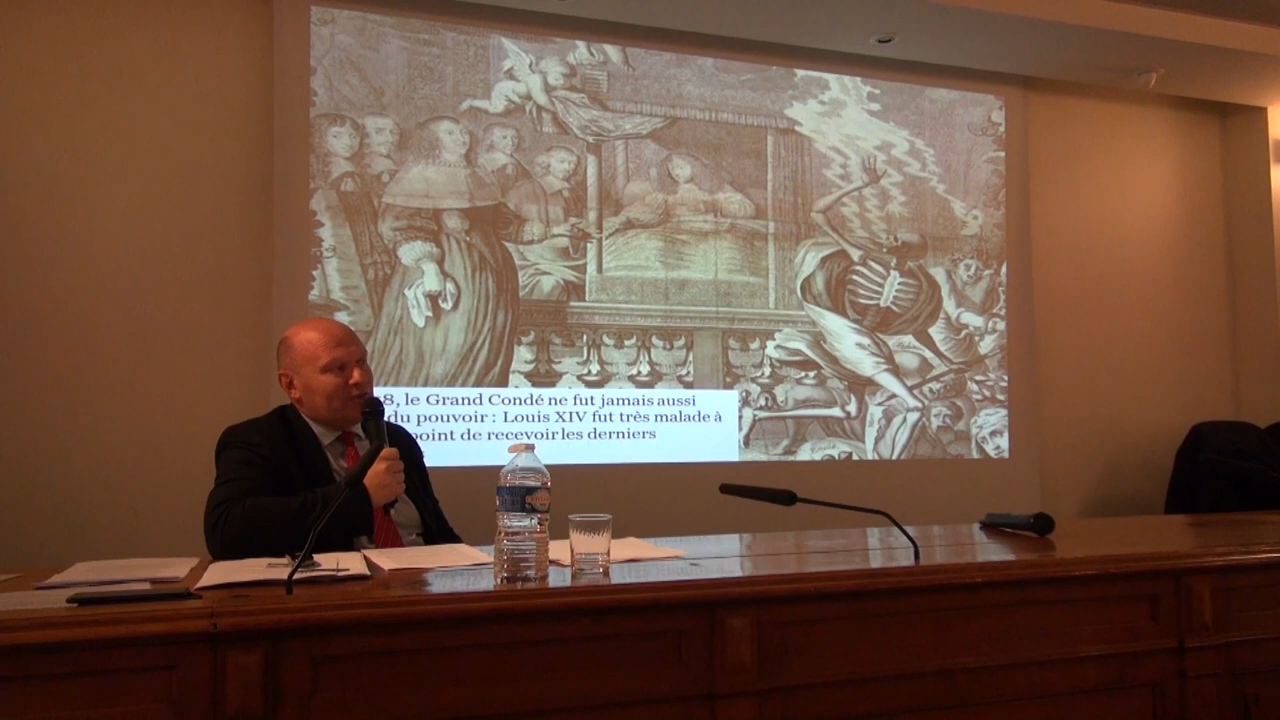 8, le Grand Condé ne fut jamais aussi
du pouvoir : Louis XIV fut très malade à
point de recevoir les derniers